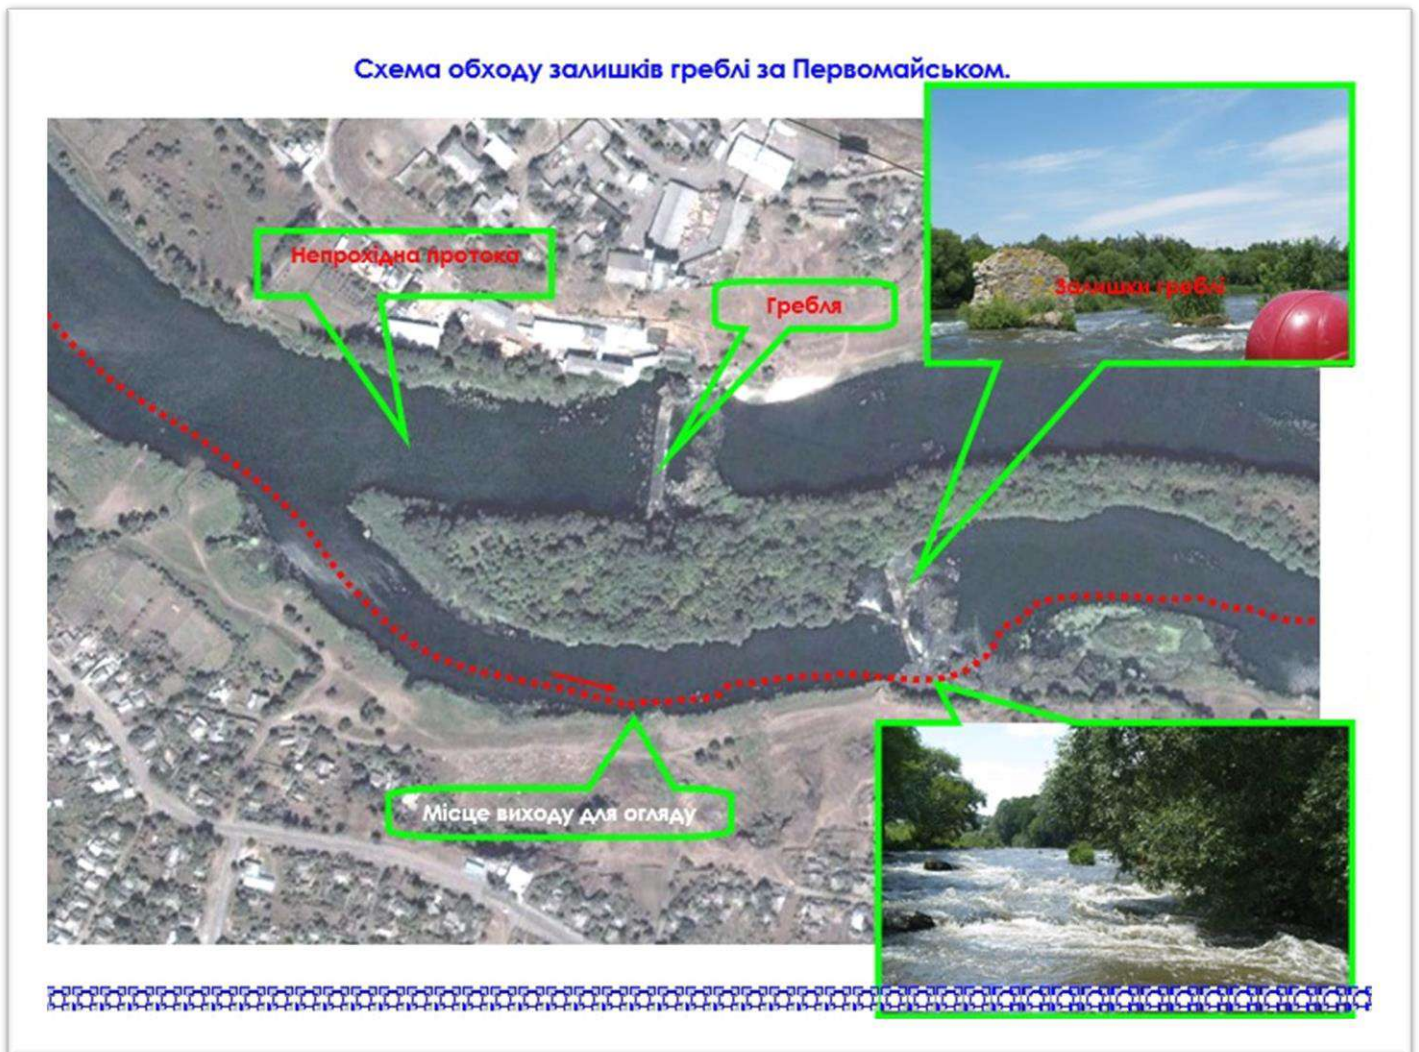 Схема обходу залишків греблі за Первомайськом.
Непрохідна протока
Гребля
Залишки греблі
Місце виходу для огляду